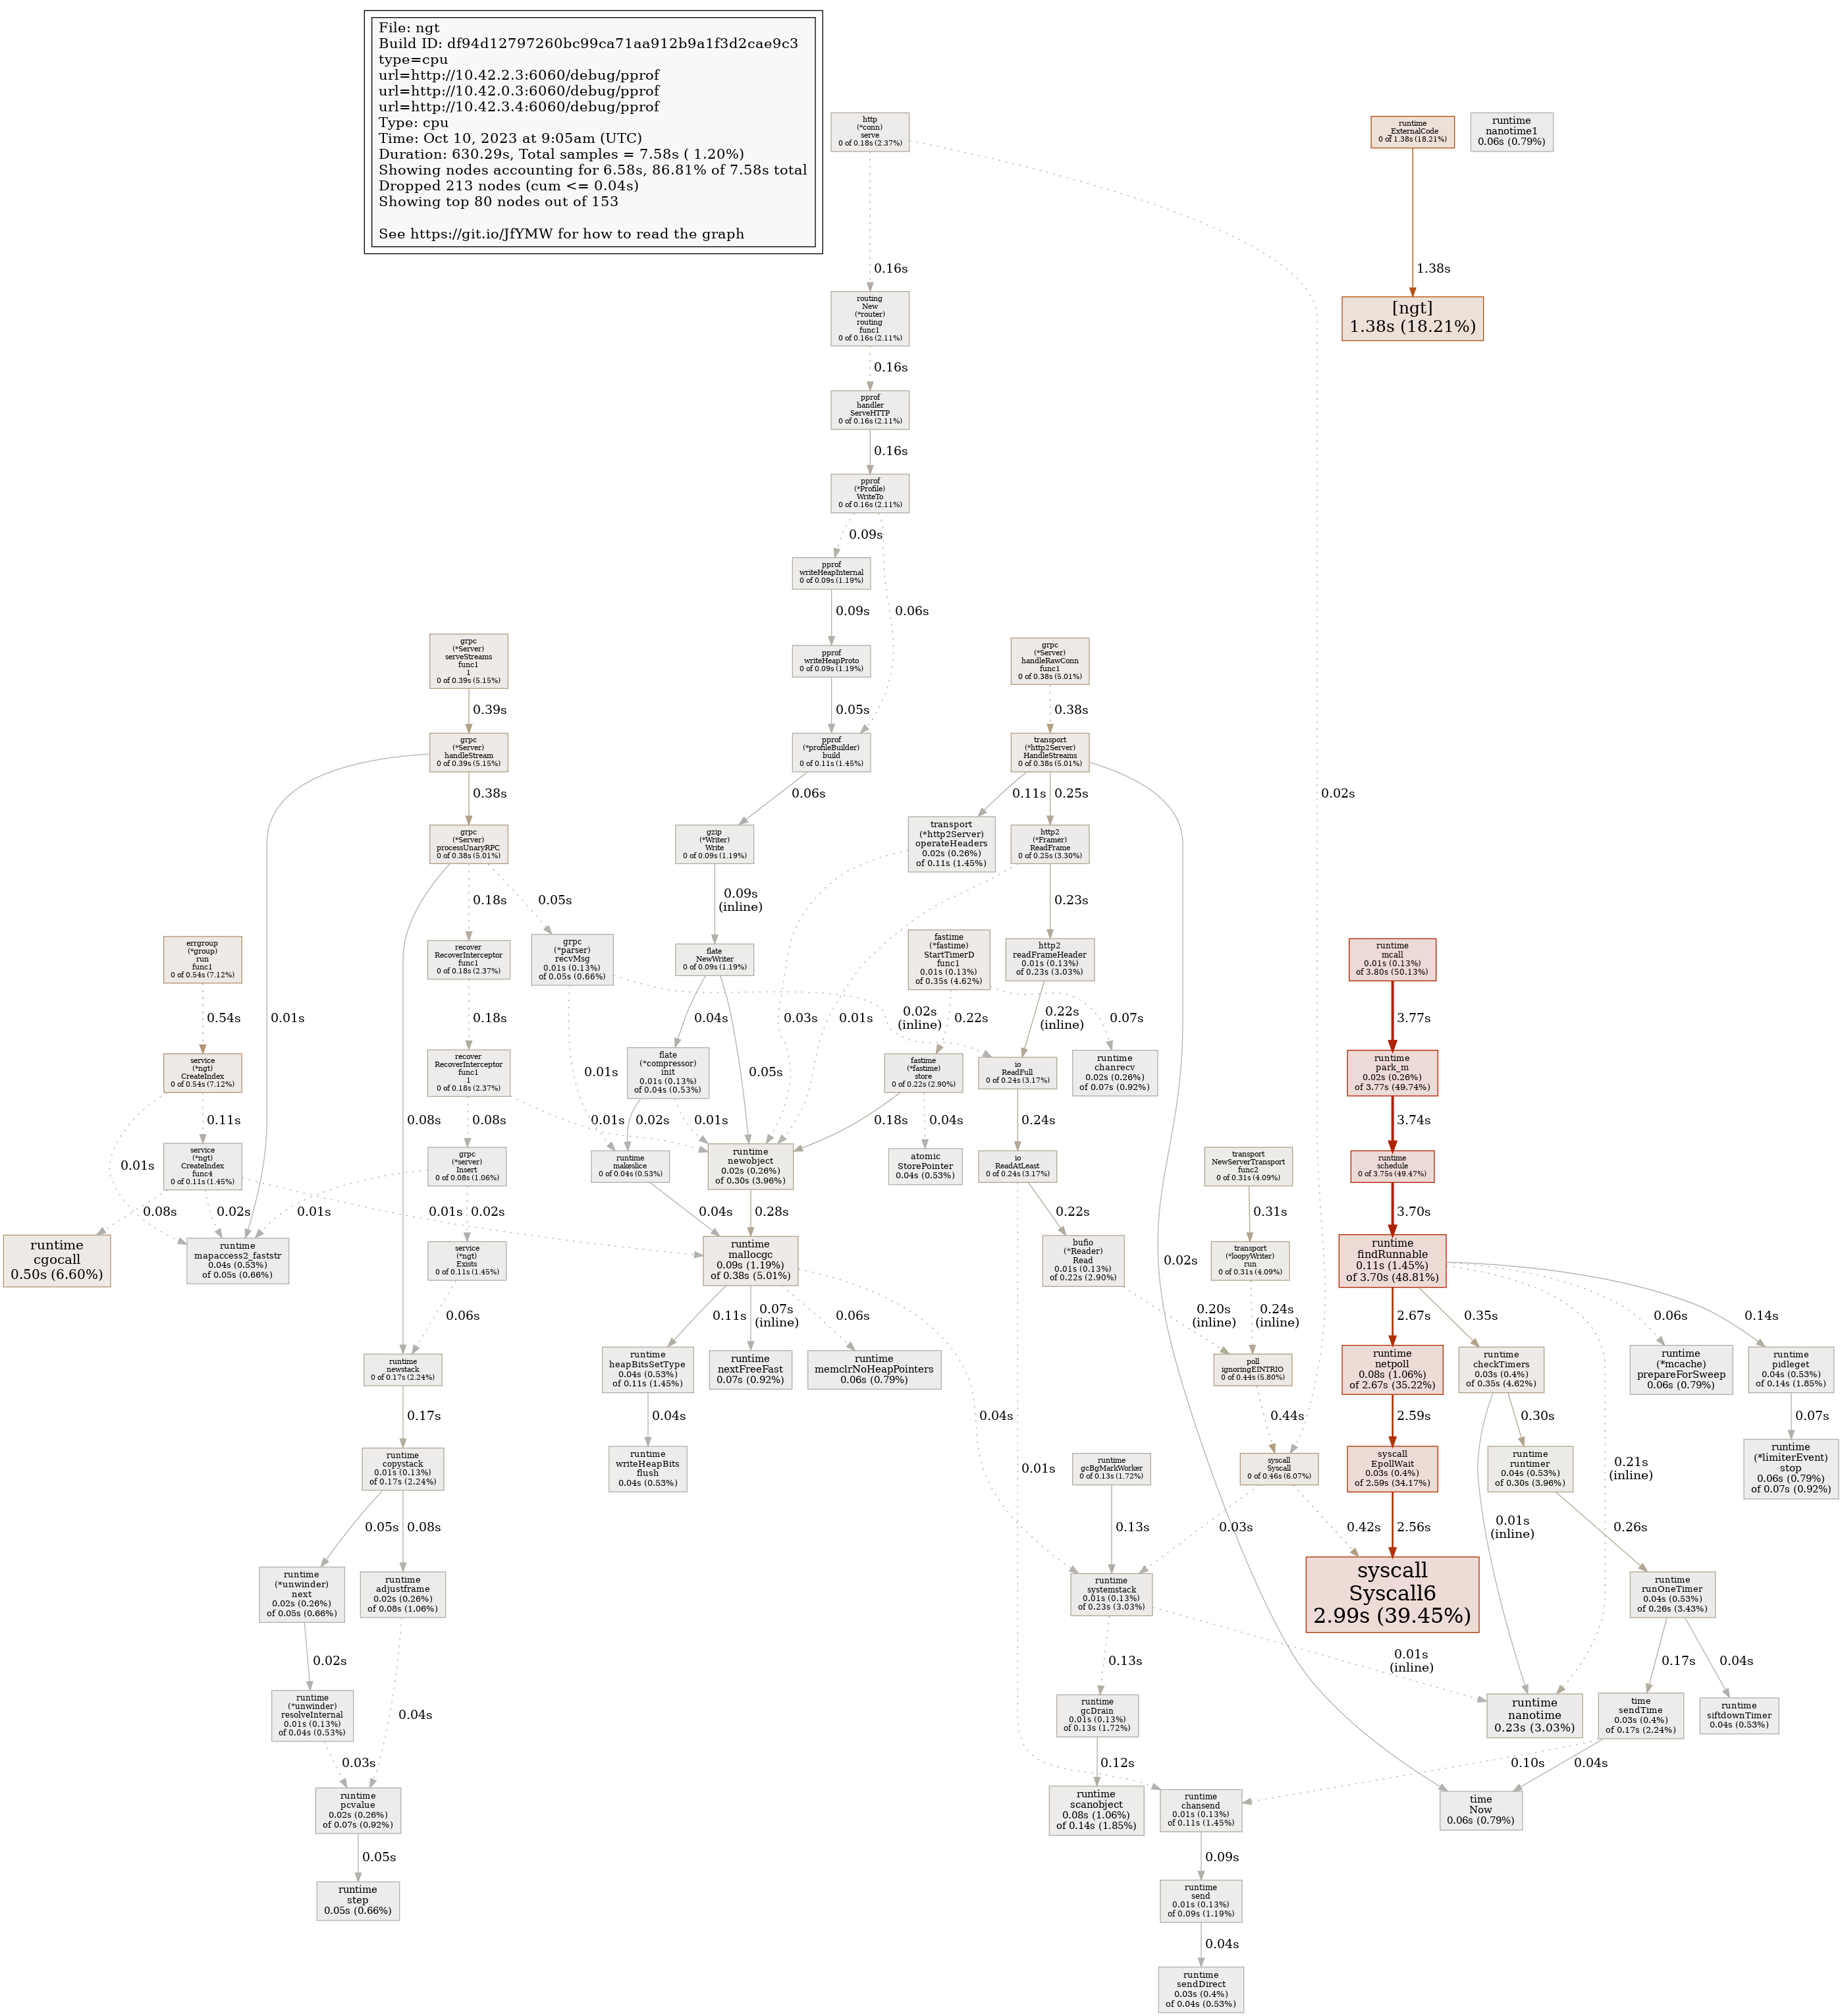 File: ngt
Build ID: df94d12797260bc99ca71aa912b9a1f3d2cae9c3
type=cpu
url=http://10.42.2.3:6060/debug/pprof
url=http://10.42.0.3:6060/debug/pprof
url=http://10.42.3.4:6060/debug/pprof
Type: cpu
Time: Oct 10, 2023 at 9:05am (UTC)
Duration: 630.29s, Total samples = 7.58s ( 1.20%)
Showing nodes accounting for 6.58s, 86.81% of 7.58s total
Dropped 213 nodes (cum <= 0.04s)
Showing top 80 nodes out of 153
See https://git.io/JfYMW for how to read the graph
http
(*conn)
serve
0 of 0.18s (2.37%)
runtime
_ExternalCode
0 of 1.38s (18.21%)
runtime
nanotime1
0.06s (0.79%)
0.16s
1.38s
routing
New
(*router)
routing
func1
0 of 0.16s (2.11%)
[ngt]
1.38s (18.21%)
0.16s
pprof
handler
ServeHTTP
0 of 0.16s (2.11%)
0.16s
pprof
(*Profile)
WriteTo
0 of 0.16s (2.11%)
0.09s
pprof
writeHeapInternal
0 of 0.09s (1.19%)
0.09s
0.06s
grpc
(*Server)
serveStreams
func1
1
0 of 0.39s (5.15%)
pprof
writeHeapProto
0 of 0.09s (1.19%)
grpc
(*Server)
handleRawConn
func1
0 of 0.38s (5.01%)
0.39s
0.05s
0.38s
grpc
(*Server)
handleStream
0 of 0.39s (5.15%)
pprof
(*profileBuilder)
build
0 of 0.11s (1.45%)
transport
(*http2Server)
HandleStreams
0 of 0.38s (5.01%)
0.38s
0.06s
0.11s
0.25s
0.02s
grpc
(*Server)
processUnaryRPC
0 of 0.38s (5.01%)
gzip
(*Writer)
Write
0 of 0.09s (1.19%)
transport
(*http2Server)
operateHeaders
0.02s (0.26%)
of 0.11s (1.45%)
http2
(*Framer)
ReadFrame
0 of 0.25s (3.30%)
0.18s
0.05s
0.09s
(inline)
0.23s
errgroup
(*group)
run
func1
0 of 0.54s (7.12%)
recover
RecoverInterceptor
func1
0 of 0.18s (2.37%)
grpc
(*parser)
recvMsg
0.01s (0.13%)
of 0.05s (0.66%)
flate
NewWriter
0 of 0.09s (1.19%)
fastime
(*fastime)
StartTimerD
func1
0.01s (0.13%)
of 0.35s (4.62%)
http2
readFrameHeader
0.01s (0.13%)
of 0.23s (3.03%)
runtime
mcall
0.01s (0.13%)
of 3.80s (50.13%)
0.54s
0.01s
0.18s
0.04s
0.03s
0.01s
0.02s
(inline)
0.22s
0.22s
(inline)
0.07s
3.77s
service
(*ngt)
CreateIndex
0 of 0.54s (7.12%)
recover
RecoverInterceptor
func1
1
0 of 0.18s (2.37%)
flate
(*compressor)
init
0.01s (0.13%)
of 0.04s (0.53%)
fastime
(*fastime)
store
0 of 0.22s (2.90%)
io
ReadFull
0 of 0.24s (3.17%)
runtime
chanrecv
0.02s (0.26%)
of 0.07s (0.92%)
runtime
park_m
0.02s (0.26%)
of 3.77s (49.74%)
0.01s
0.05s
0.11s
0.08s
0.08s
0.01s
0.02s
0.01s
0.18s
0.04s
0.24s
3.74s
0.01s
service
(*ngt)
CreateIndex
func4
0 of 0.11s (1.45%)
grpc
(*server)
Insert
0 of 0.08s (1.06%)
runtime
makeslice
0 of 0.04s (0.53%)
runtime
newobject
0.02s (0.26%)
of 0.30s (3.96%)
atomic
StorePointer
0.04s (0.53%)
io
ReadAtLeast
0 of 0.24s (3.17%)
transport
NewServerTransport
func2
0 of 0.31s (4.09%)
runtime
schedule
0 of 3.75s (49.47%)
0.08s
0.02s
0.01s
0.01s
0.02s
0.04s
0.28s
0.22s
0.31s
3.70s
runtime
cgocall
0.50s (6.60%)
runtime
mapaccess2_faststr
0.04s (0.53%)
of 0.05s (0.66%)
service
(*ngt)
Exists
0 of 0.11s (1.45%)
runtime
mallocgc
0.09s (1.19%)
of 0.38s (5.01%)
bufio
(*Reader)
Read
0.01s (0.13%)
of 0.22s (2.90%)
0.02s
transport
(*loopyWriter)
run
0 of 0.31s (4.09%)
runtime
findRunnable
0.11s (1.45%)
of 3.70s (48.81%)
0.06s
0.11s
0.07s
(inline)
0.06s
0.20s
(inline)
0.24s
(inline)
2.67s
0.35s
0.06s
0.14s
runtime
newstack
0 of 0.17s (2.24%)
runtime
heapBitsSetType
0.04s (0.53%)
of 0.11s (1.45%)
runtime
nextFreeFast
0.07s (0.92%)
runtime
memclrNoHeapPointers
0.06s (0.79%)
poll
ignoringEINTRIO
0 of 0.44s (5.80%)
runtime
netpoll
0.08s (1.06%)
of 2.67s (35.22%)
runtime
checkTimers
0.03s (0.4%)
of 0.35s (4.62%)
runtime
(*mcache)
prepareForSweep
0.06s (0.79%)
runtime
pidleget
0.04s (0.53%)
of 0.14s (1.85%)
0.17s
0.04s
0.04s
0.44s
2.59s
0.30s
0.07s
runtime
copystack
0.01s (0.13%)
of 0.17s (2.24%)
runtime
writeHeapBits
flush
0.04s (0.53%)
0.01s
runtime
gcBgMarkWorker
0 of 0.13s (1.72%)
syscall
Syscall
0 of 0.46s (6.07%)
syscall
EpollWait
0.03s (0.4%)
of 2.59s (34.17%)
runtime
runtimer
0.04s (0.53%)
of 0.30s (3.96%)
0.21s
(inline)
runtime
(*limiterEvent)
stop
0.06s (0.79%)
of 0.07s (0.92%)
0.05s
0.08s
0.13s
0.03s
0.42s
2.56s
0.01s
(inline)
0.26s
runtime
(*unwinder)
next
0.02s (0.26%)
of 0.05s (0.66%)
runtime
adjustframe
0.02s (0.26%)
of 0.08s (1.06%)
runtime
systemstack
0.01s (0.13%)
of 0.23s (3.03%)
syscall
Syscall6
2.99s (39.45%)
runtime
runOneTimer
0.04s (0.53%)
of 0.26s (3.43%)
0.02s
0.04s
0.13s
0.01s
(inline)
0.17s
0.04s
runtime
(*unwinder)
resolveInternal
0.01s (0.13%)
of 0.04s (0.53%)
runtime
gcDrain
0.01s (0.13%)
of 0.13s (1.72%)
runtime
nanotime
0.23s (3.03%)
time
sendTime
0.03s (0.4%)
of 0.17s (2.24%)
runtime
siftdownTimer
0.04s (0.53%)
0.03s
0.12s
0.10s
0.04s
runtime
pcvalue
0.02s (0.26%)
of 0.07s (0.92%)
runtime
scanobject
0.08s (1.06%)
of 0.14s (1.85%)
runtime
chansend
0.01s (0.13%)
of 0.11s (1.45%)
time
Now
0.06s (0.79%)
0.05s
0.09s
runtime
step
0.05s (0.66%)
runtime
send
0.01s (0.13%)
of 0.09s (1.19%)
0.04s
runtime
sendDirect
0.03s (0.4%)
of 0.04s (0.53%)